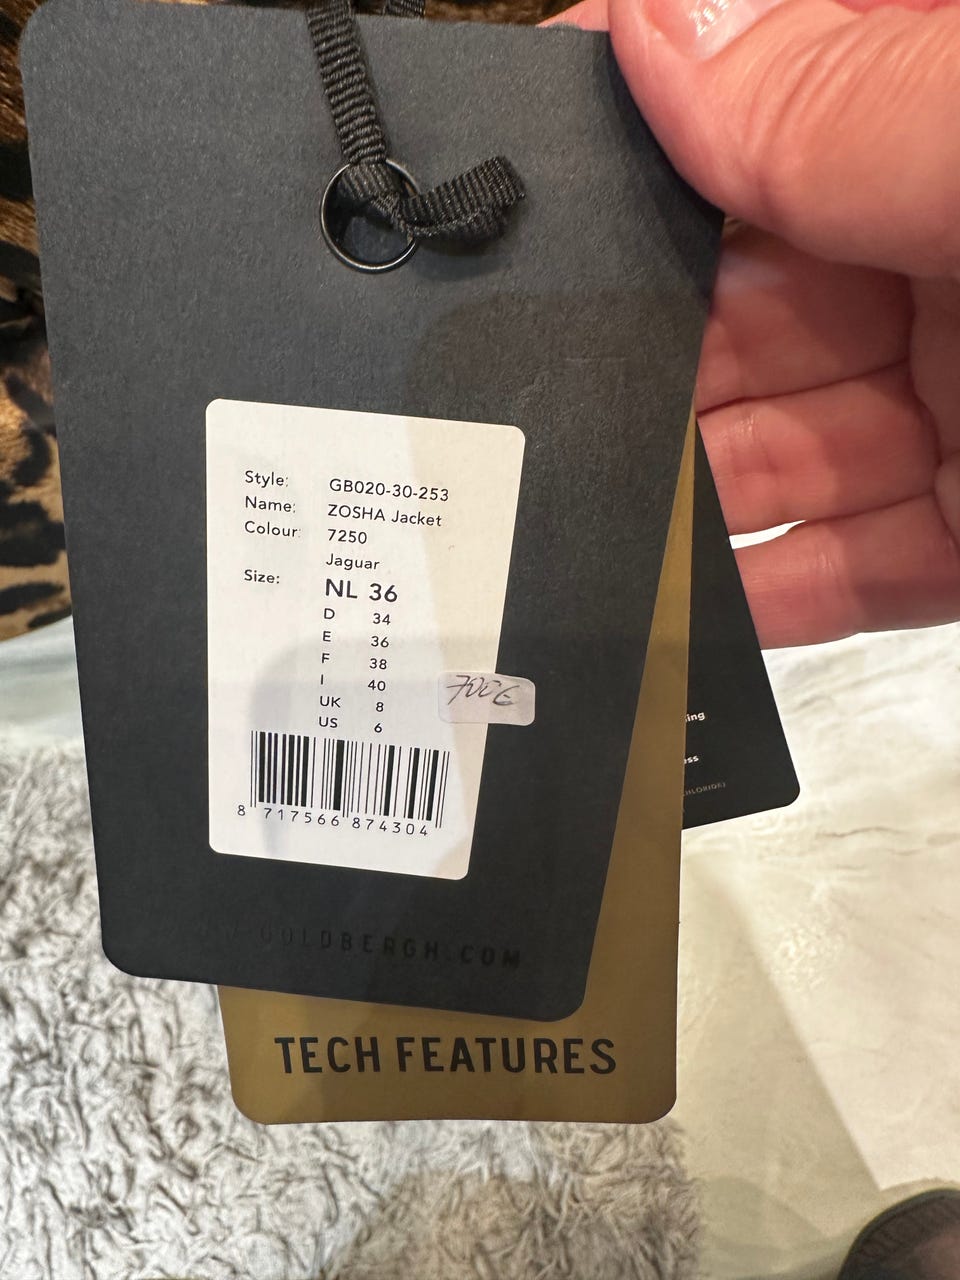 Style: GB020-30-253
Name: ZOSHA Jacket
Colour: 7250
Jaguar
Size: NL 36
D 34
E 36
F 38
I 40
UK 8
US 6
700€
8 717566 874304
GOLDBERGH.COM
TECH FEATURES